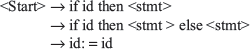 <Start> → if id then <stmt>
→ if id then <stmt > else <stmt>
→ id: = id